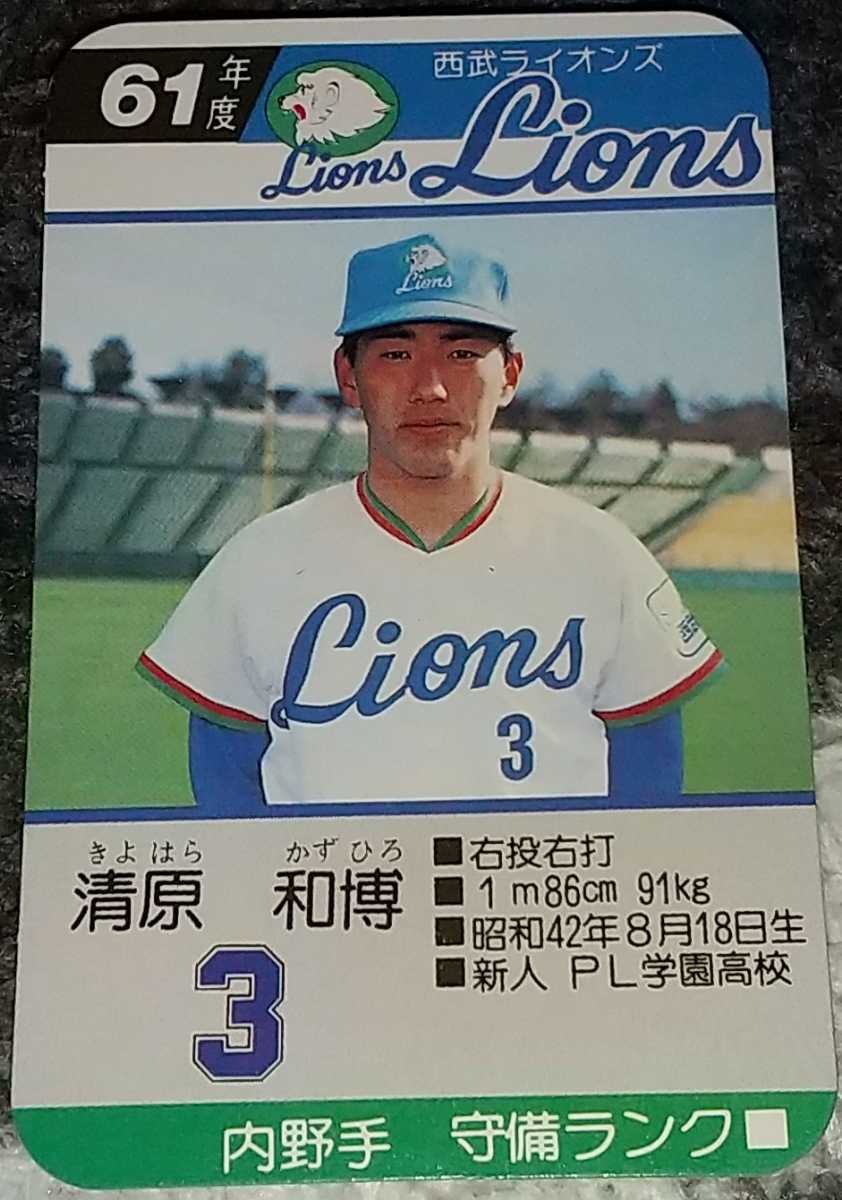 61年度
西武ライオンズ
Lions
Lions
Lions
Lions
3
きよはら かずひろ
清原 和博
3
■右投右打
■1m86cm 91kg
■昭和42年8月18日生
■新人 PL学園高校
内野手 守備ランク□